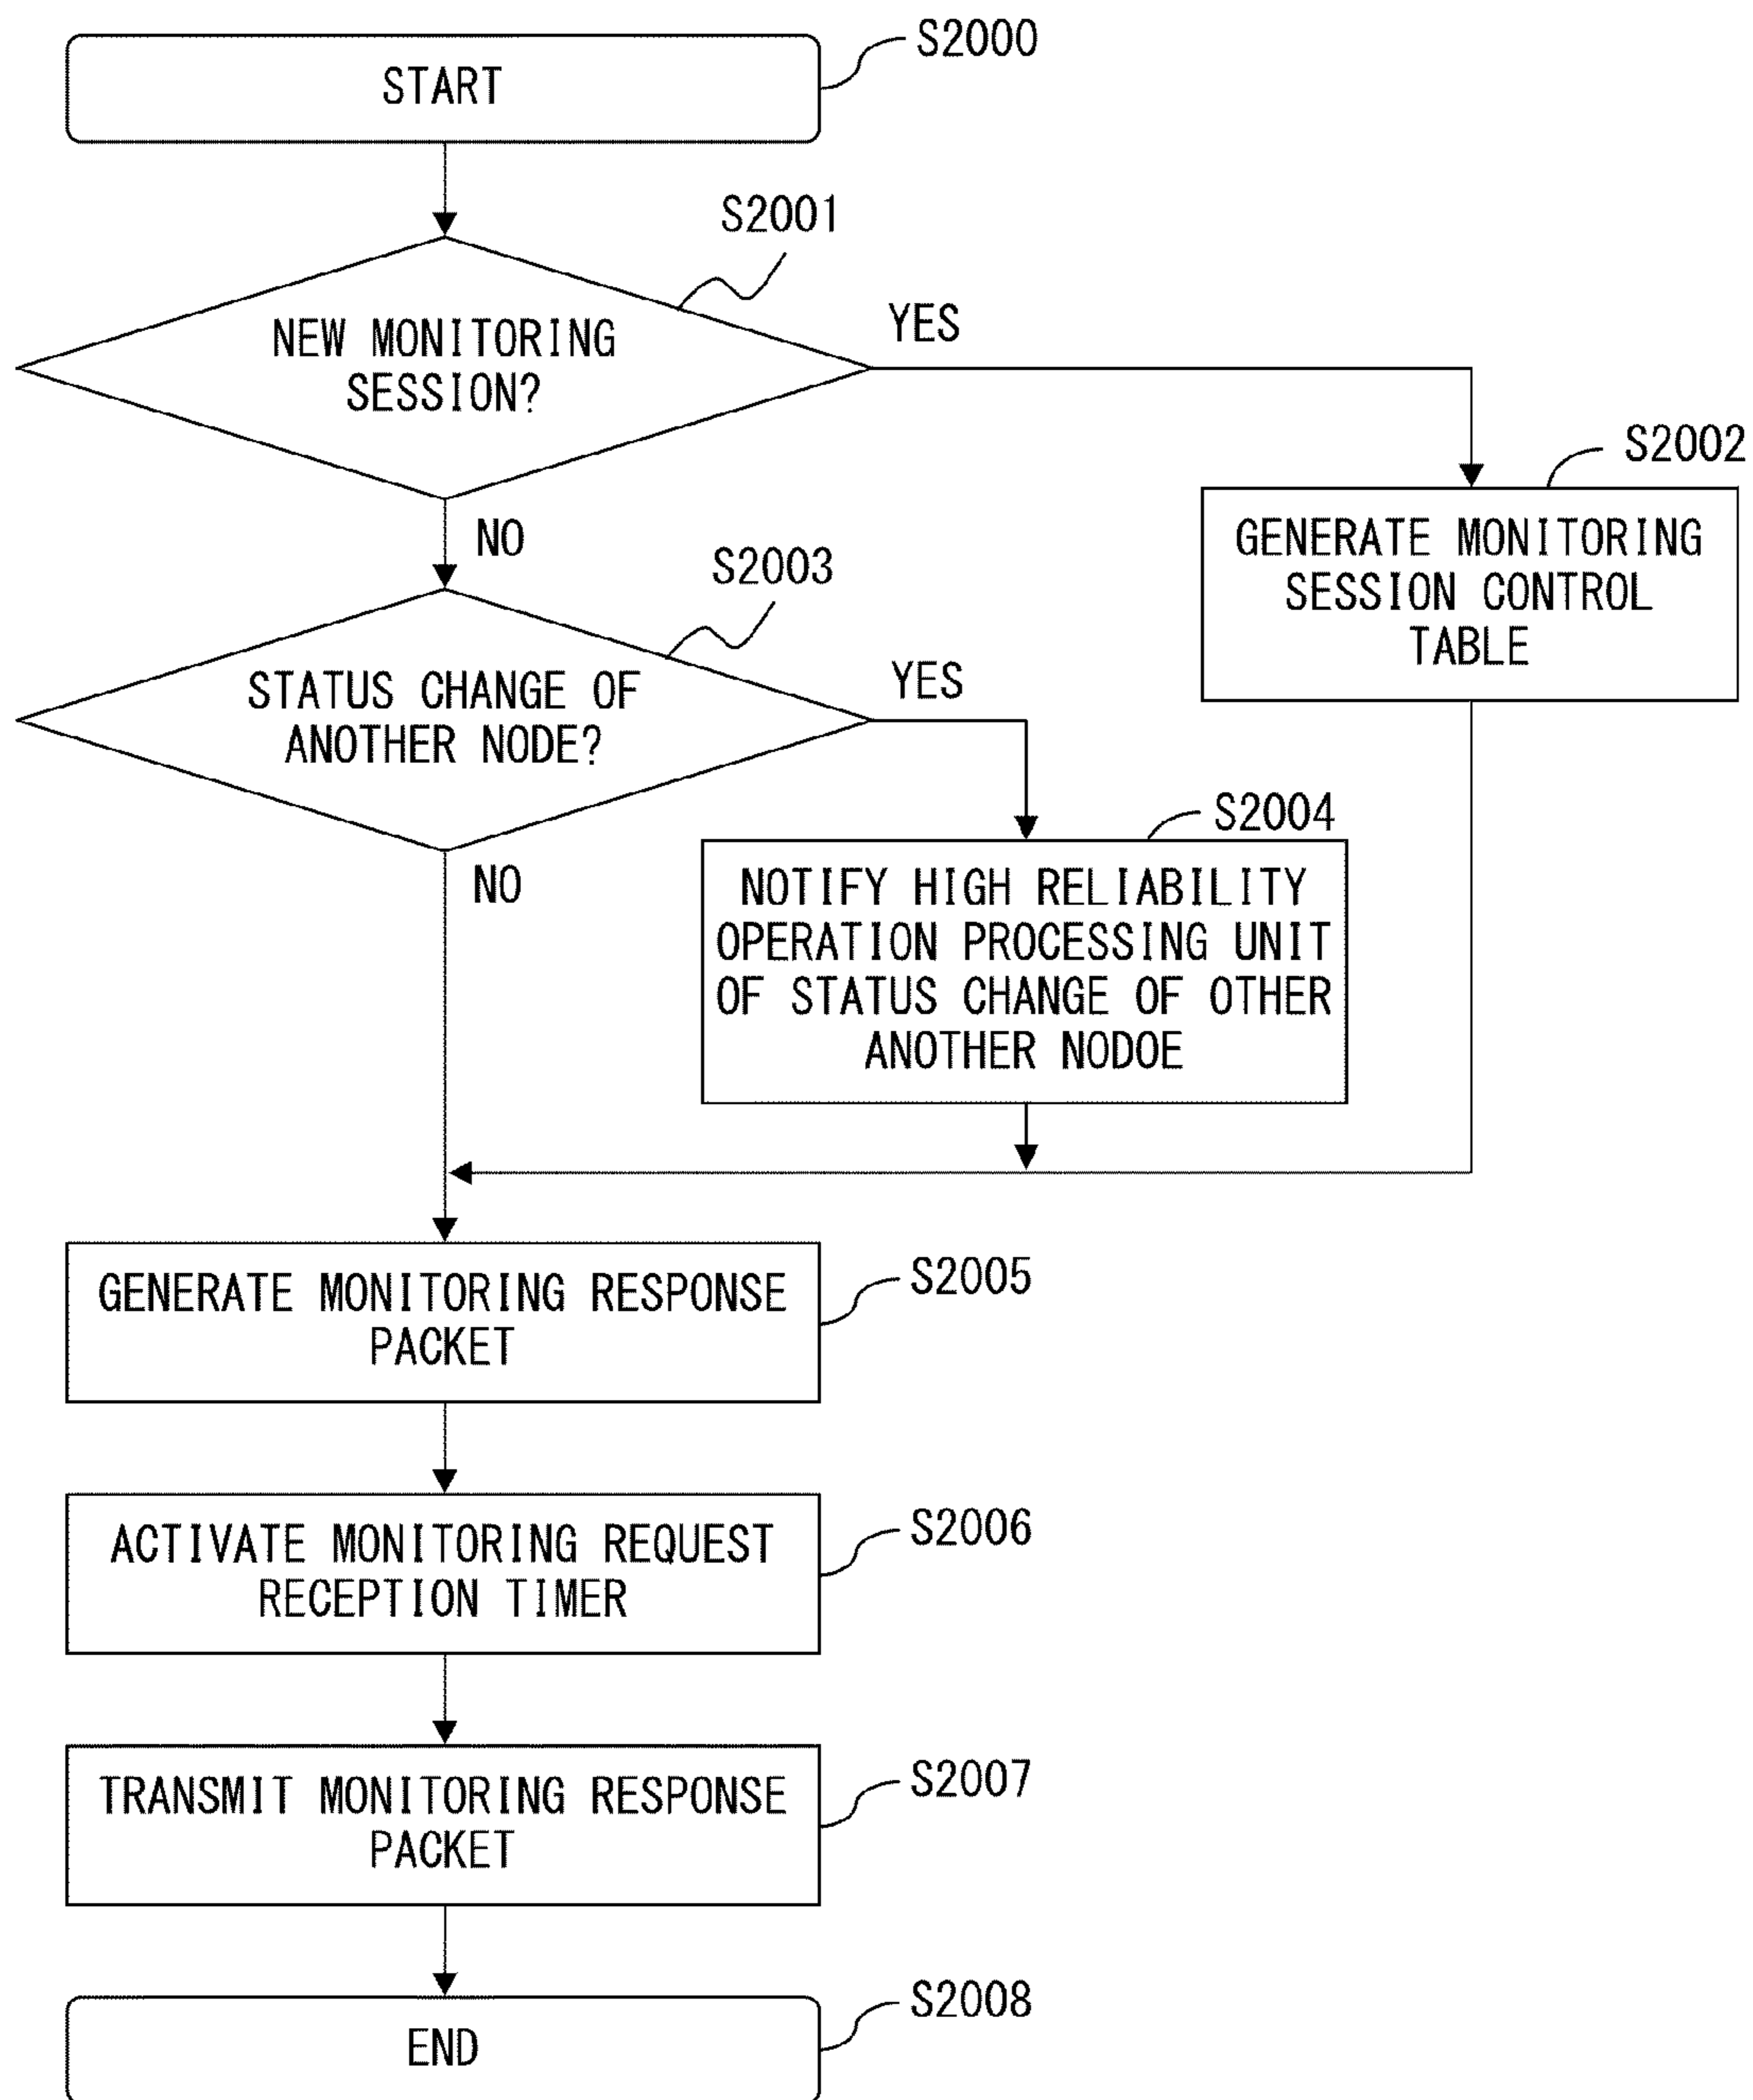 S2000
START
S2001
NEW MONITORING
SESSION?
YES
S2002
GENERATE MONITORING
SESSION CONTROL
TABLE
NO
S2003
STATUS CHANGE OF
ANOTHER NODE?
YES
S2004
NOTIFY HIGH RELIABILITY
OPERATION PROCESSING UNIT
OF STATUS CHANGE OF OTHER
ANOTHER NODOE
NO
S2005
GENERATE MONITORING RESPONSE
PACKET
S2006
ACTIVATE MONITORING REQUEST
RECEPTION TIMER
S2007
TRANSMIT MONITORING RESPONSE
PACKET
S2008
END